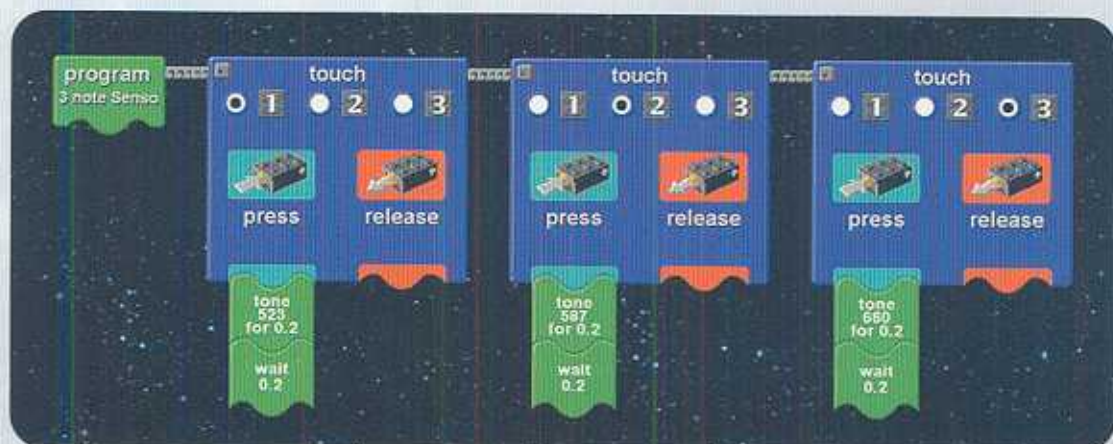 program
3 note Senso
touch
1 2 3
press release
tone
523
for 0.2
wait
0.2
touch
1 2 3
press release
tone
587
for 0.2
wait
0.2
touch
1 2 3
press release
tone
660
for 0.2
wait
0.2